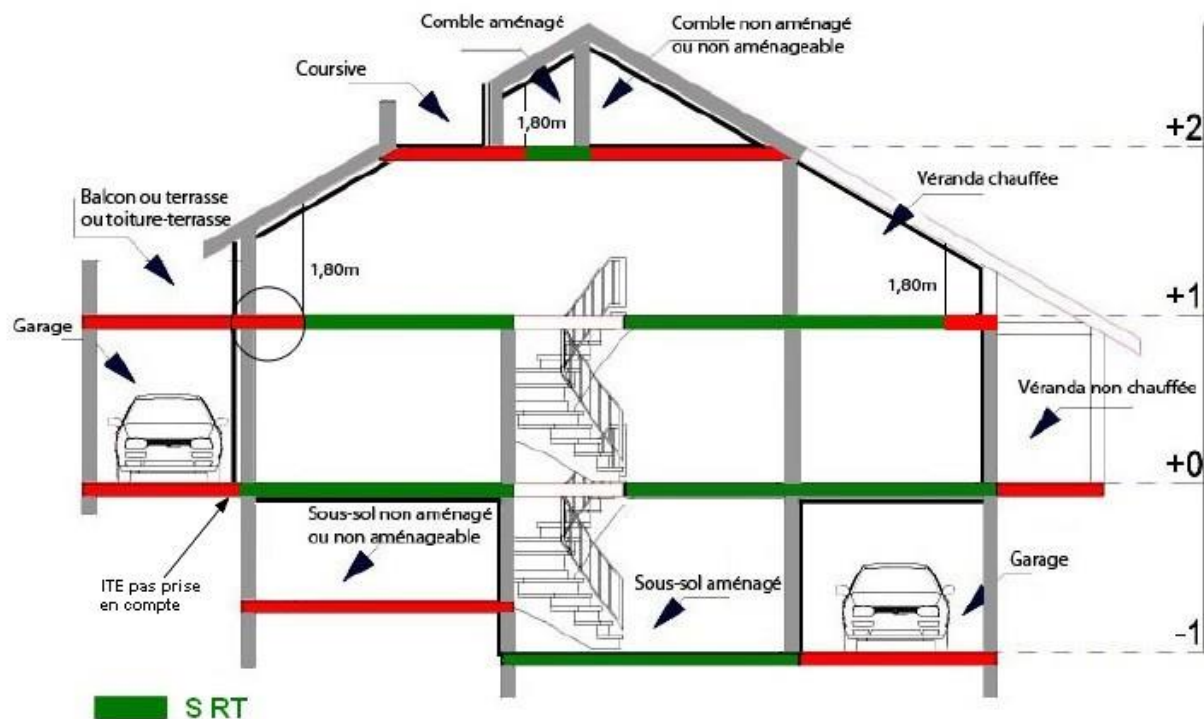 Comble aménagé
Comble non aménagé
ou non aménageable
Coursive
1,80m
+2
Véranda chauffée
Balcon ou terrasse
ou toiture-terrasse
1,80m
1,80m
+1
Garage
Véranda non chauffée
+0
Sous-sol non aménagé
ou non aménageable
ITE pas prise
en compte
Sous-sol aménagé
Garage
-1
S RT